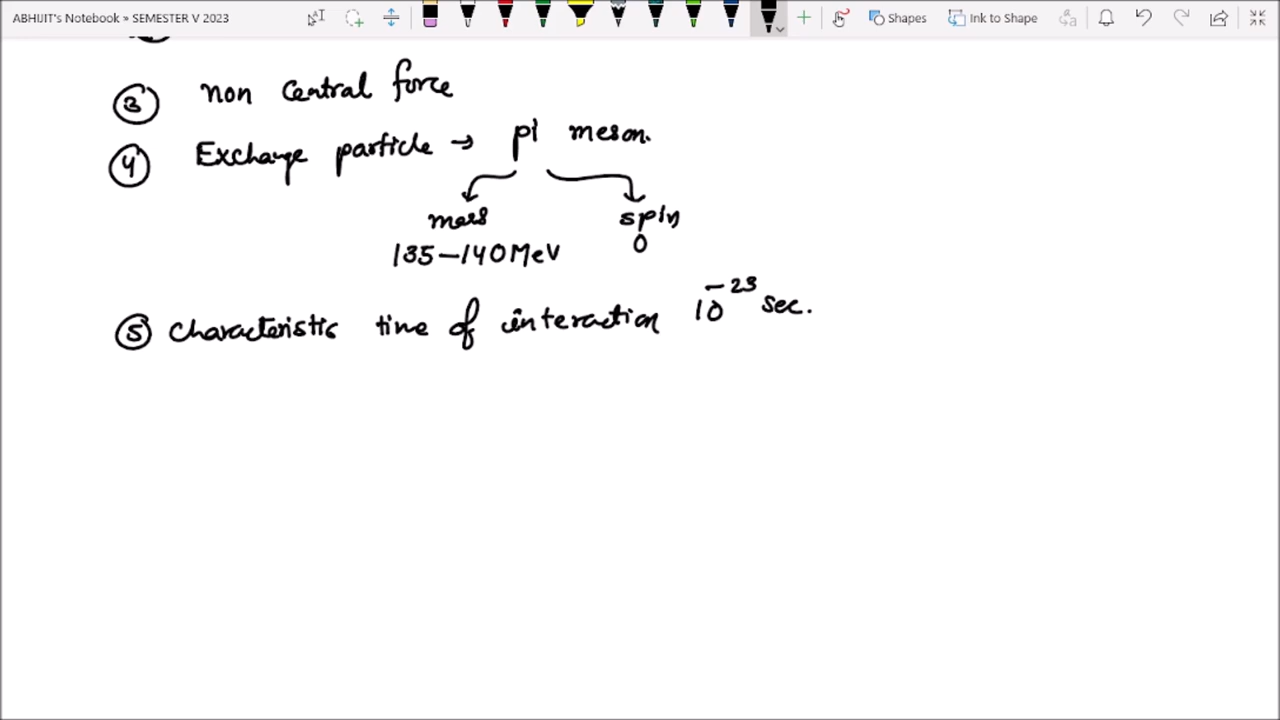 ABHIJIT's Notebook » SEMESTER V 2023
Shapes
Ink to Shape
③ non central force
④ Exchange particle → pi meson.
mass
spin
135-140 MeV
0
⑤ characteristic time of interaction 10⁻²³ sec.